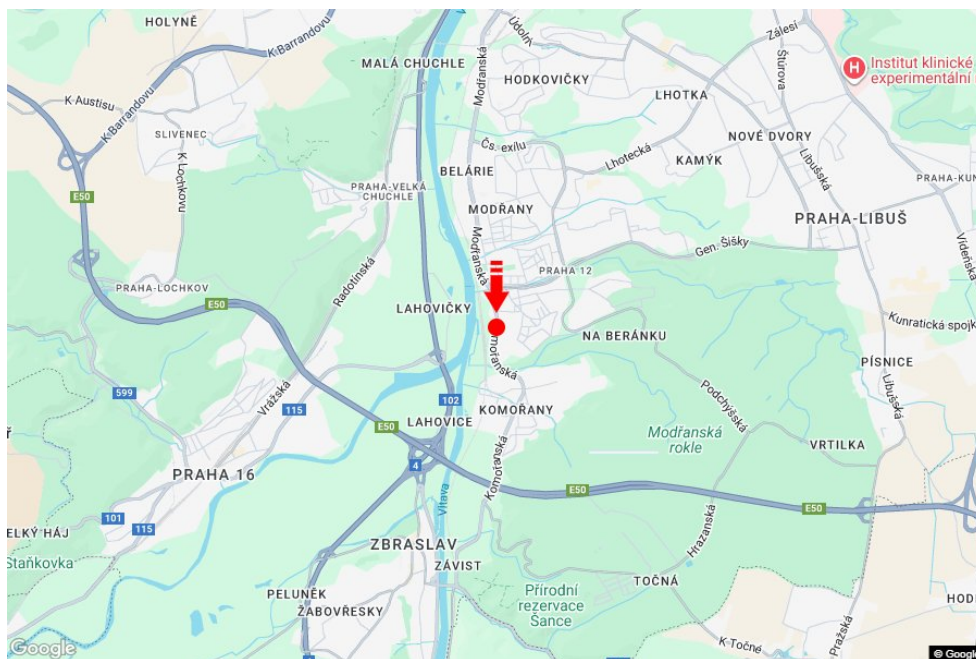 HOLYNĚ
K Barrandovu
MALÁ CHUCHLE
Údolní
Modřanská
HODKOVIČKY
Zálesí
Štúrova
Institut klinické
experimentální
LHOTKA
K Austisu
K Barrandovu
SLIVENEC
K Lochkovu
Čs. exilu
NOVÉ DVORY
Lhotecká
KAMÝK
Libušská
BELÁRIE
PRAHA-VELKÁ
CHUCHLE
PRAHA-KUN
E50
MODŘANY
PRAHA-LIBUŠ
Modřanská
Gen. Šišky
Vídeňská
Radotínská
PRAHA 12
PRAHA-LOCHKOV
E50
LAHOVIČKY
Kunratická spojk
NA BERÁNKU
PÍSNICE
599
Vrážská
115
102
KOMOŘANY
Podchýšská
Libušská
E50
LAHOVICE
Modřanská
rokle
VRTILKA
PRAHA 16
4
Vltava
Komořanská
E50
E50
101
115
ELKÝ HÁJ
Staňkovka
ZBRASLAV
ZÁVIST
Hrazanská
TOČNÁ
PELUNĚK
ŽABOVŘESKY
Přírodní
rezervace
Šance
HOD
K Točné
Pražská
Google
© Googl